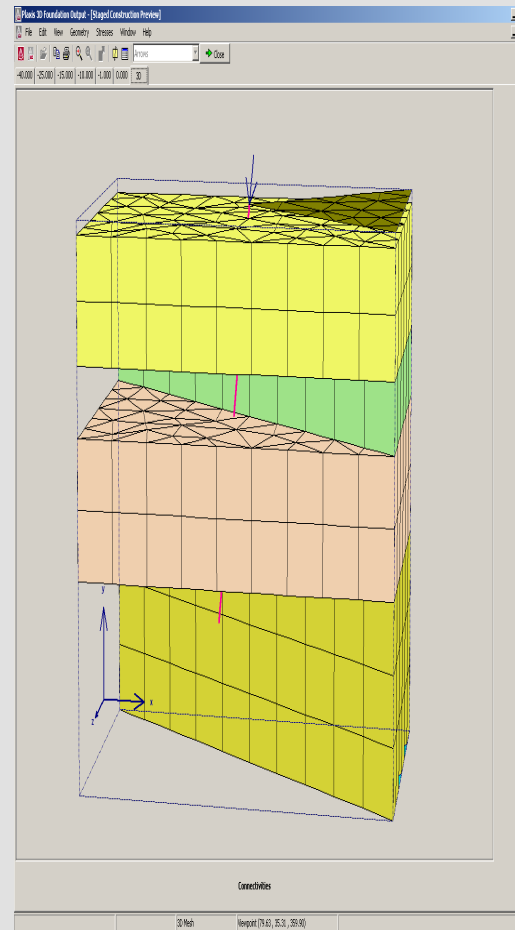 Plaxis 3D Foundation Output - [Staged Construction Preview]
File Edit View Geometry Stresses Window Help
Arrows Close
-40.000 -25.000 -15.000 -10.000 -1.000 0.000 3D
y
x
z
Connectivities
3D Mesh Viewpoint (79.63 , 35.31 , 359.90)